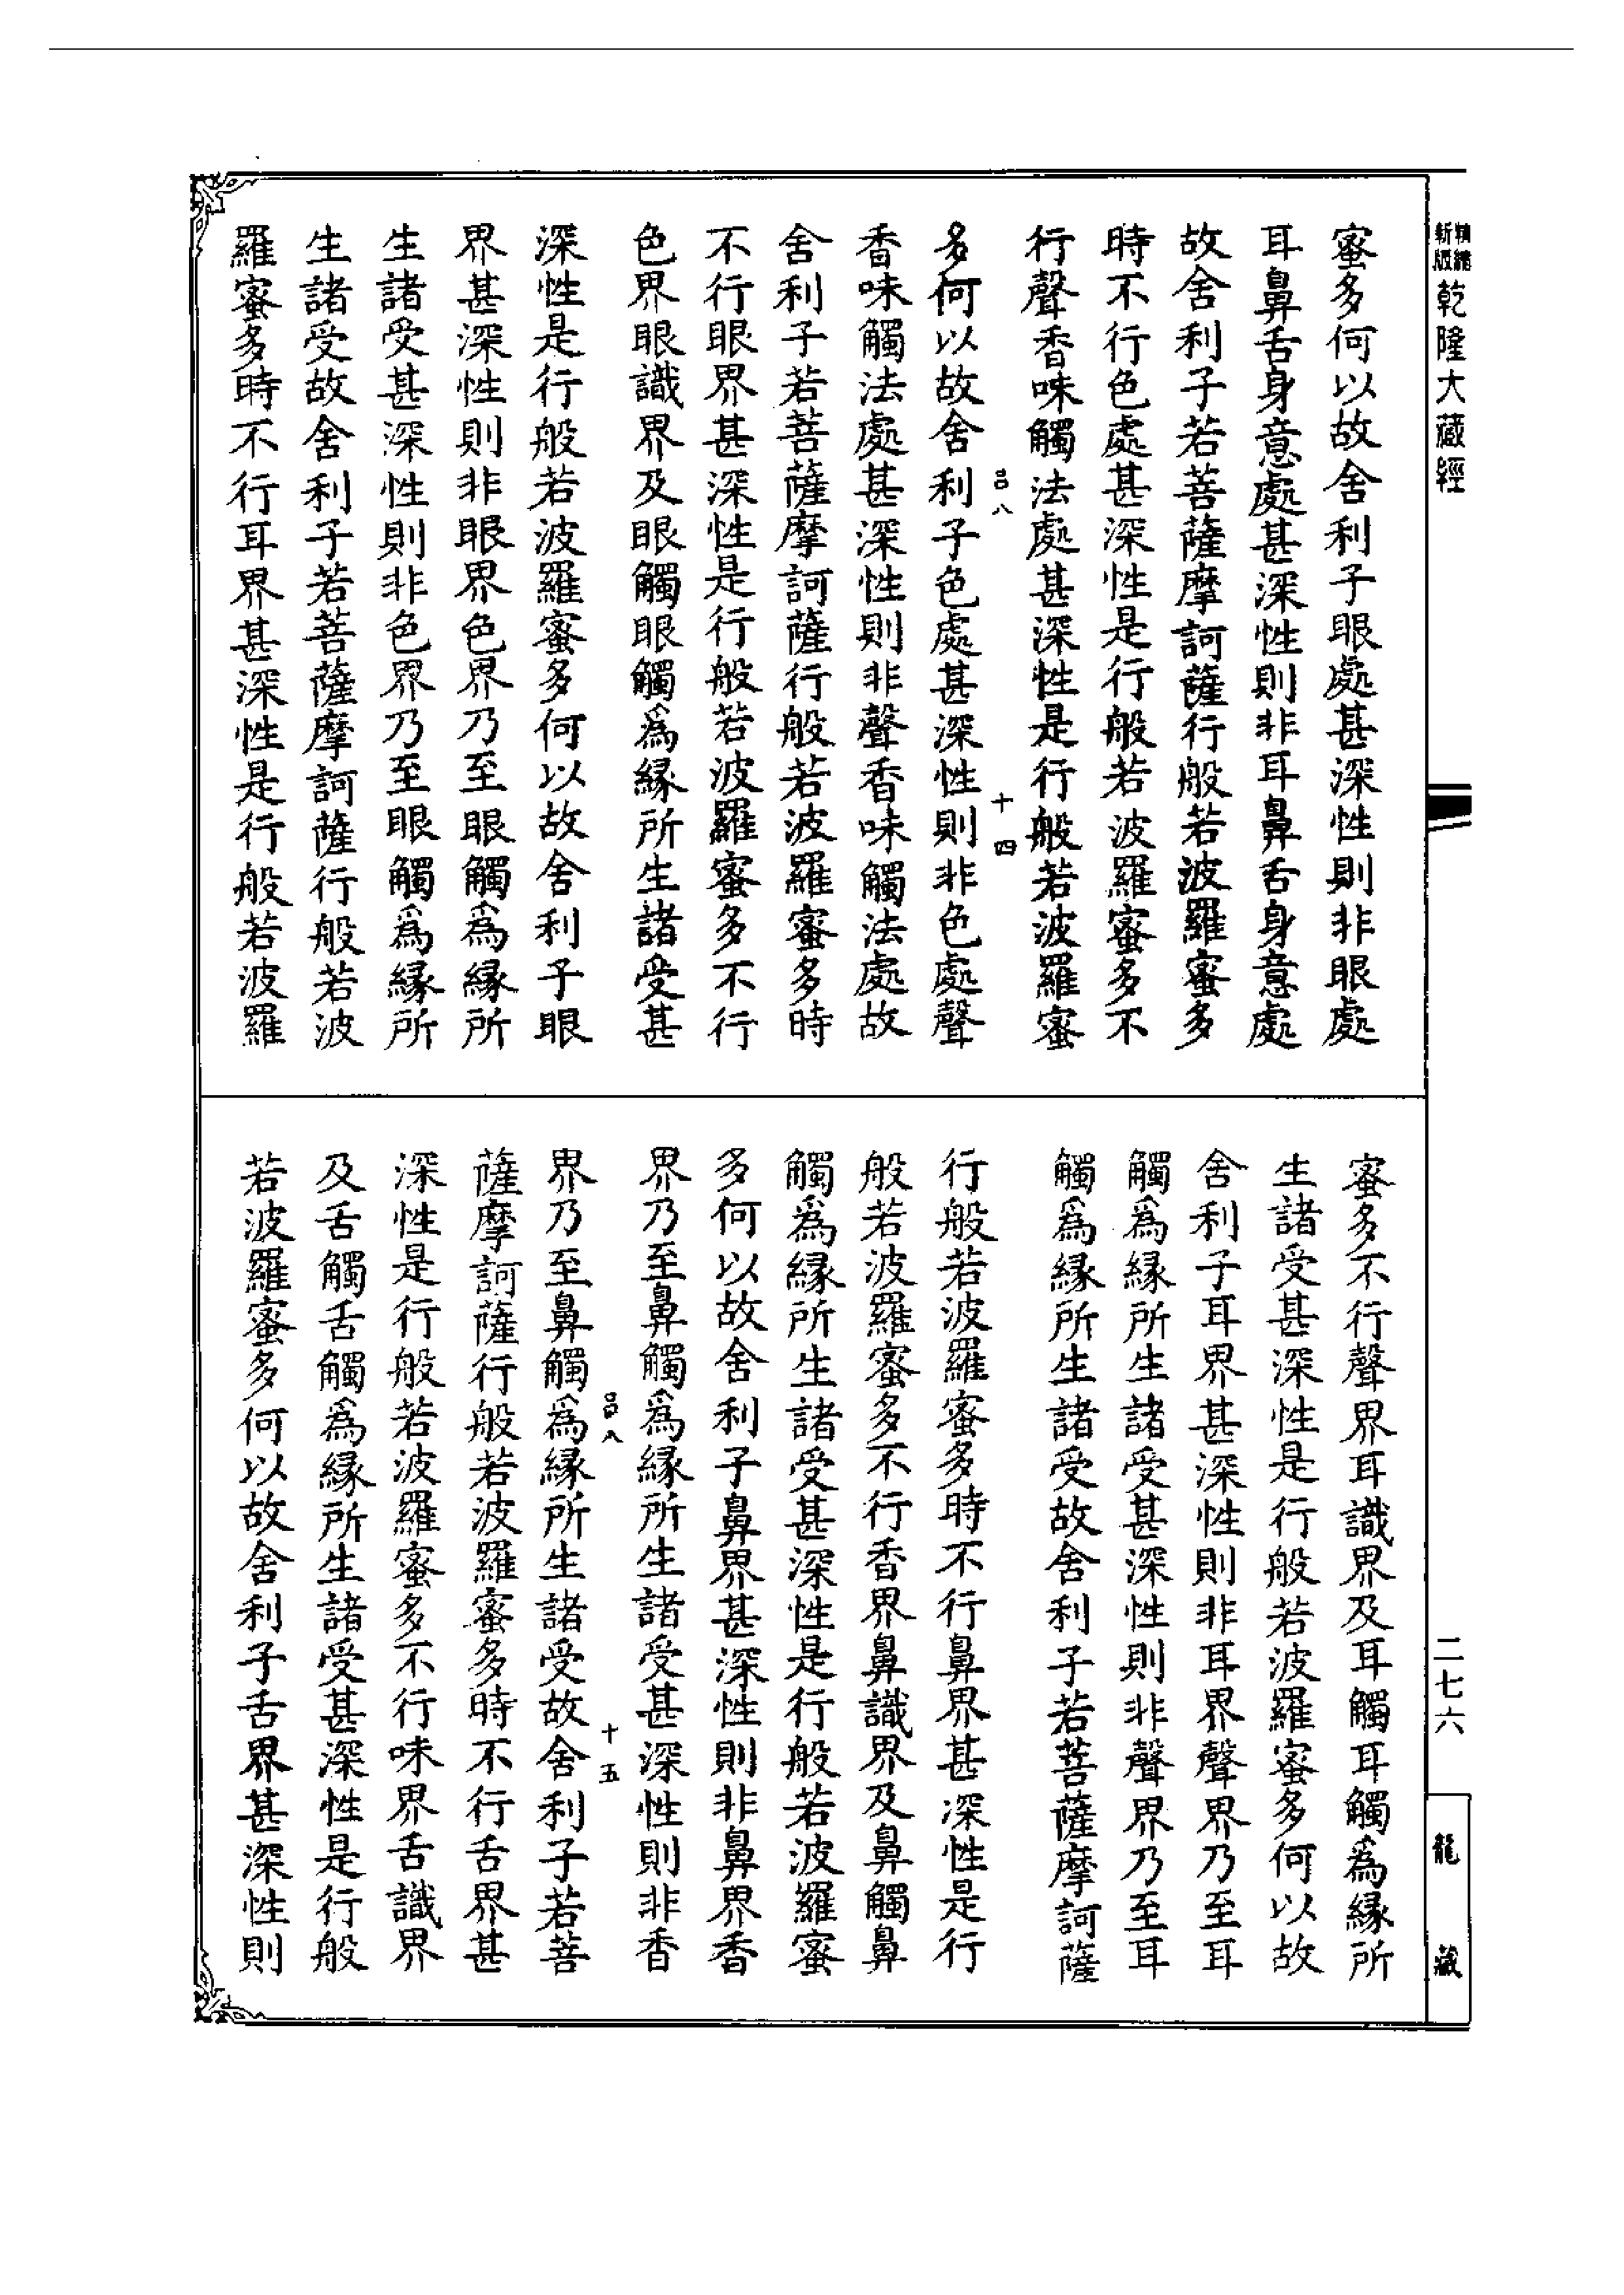 新版
精縮
乾隆大藏經
蜜多何以故舍利子眼處甚深性則非眼處
耳鼻舌身意處甚深性則非耳鼻舌身意處
故舍利子若菩薩摩訶薩行般若波羅蜜多
時不行色處甚深性是行般若波羅蜜多不
行聲香味觸法處甚深性是行般若波羅蜜
呂八 十四
多何以故舍利子色處甚深性則非色處聲
香味觸法處甚深性則非聲香味觸法處故
舍利子若菩薩摩訶薩行般若波羅蜜多時
不行眼界甚深性是行般若波羅蜜多不行
色界眼識界及眼觸眼觸爲緣所生諸受甚
深性是行般若波羅蜜多何以故舍利子眼
界甚深性則非眼界色界乃至眼觸爲緣所
生諸受甚深性則非色界乃至眼觸爲緣所
生諸受故舍利子若菩薩摩訶薩行般若波
羅蜜多時不行耳界甚深性是行般若波羅
蜜多不行聲界耳識界及耳觸耳觸爲緣所
生諸受甚深性是行般若波羅蜜多何以故
舍利子耳界甚深性則非耳界聲界乃至耳
觸爲緣所生諸受甚深性則非聲界乃至耳
觸爲緣所生諸受故舍利子若菩薩摩訶薩
行般若波羅蜜多時不行鼻界甚深性是行
般若波羅蜜多不行香界鼻識界及鼻觸鼻
觸爲緣所生諸受甚深性是行般若波羅蜜
多何以故舍利子鼻界甚深性則非鼻界香
界乃至鼻觸爲緣所生諸受甚深性則非香
呂八 十五
界乃至鼻觸爲緣所生諸受故舍利子若菩
薩摩訶薩行般若波羅蜜多時不行舌界甚
深性是行般若波羅蜜多不行味界舌識界
及舌觸舌觸爲緣所生諸受甚深性是行般
若波羅蜜多何以故舍利子舌界甚深性則
二七六
龍藏